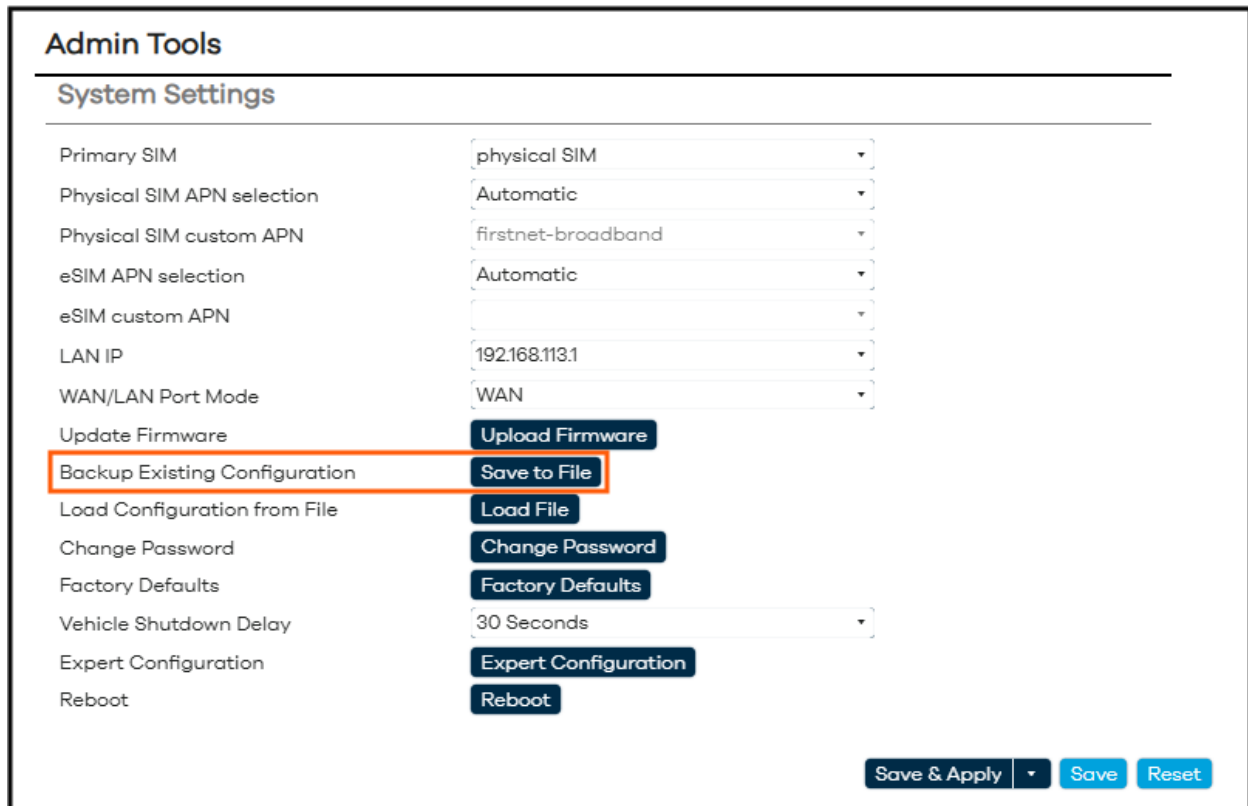 Admin Tools
System Settings
Primary SIM physical SIM
Physical SIM APN selection Automatic
Physical SIM custom APN firstnet-broadband
eSIM APN selection Automatic
eSIM custom APN
LAN IP 192.168.113.1
WAN/LAN Port Mode WAN
Update Firmware Upload Firmware
Backup Existing Configuration Save to File
Load Configuration from File Load File
Change Password Change Password
Factory Defaults Factory Defaults
Vehicle Shutdown Delay 30 Seconds
Expert Configuration Expert Configuration
Reboot Reboot
Save & Apply Save Reset